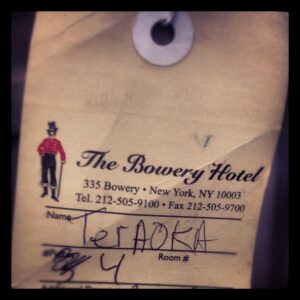 The Bowery Hotel
335 Bowery • New York, NY 10003
Tel. 212-505-9100 • Fax 212-505-9700
Name TerAOKA
Room #
4